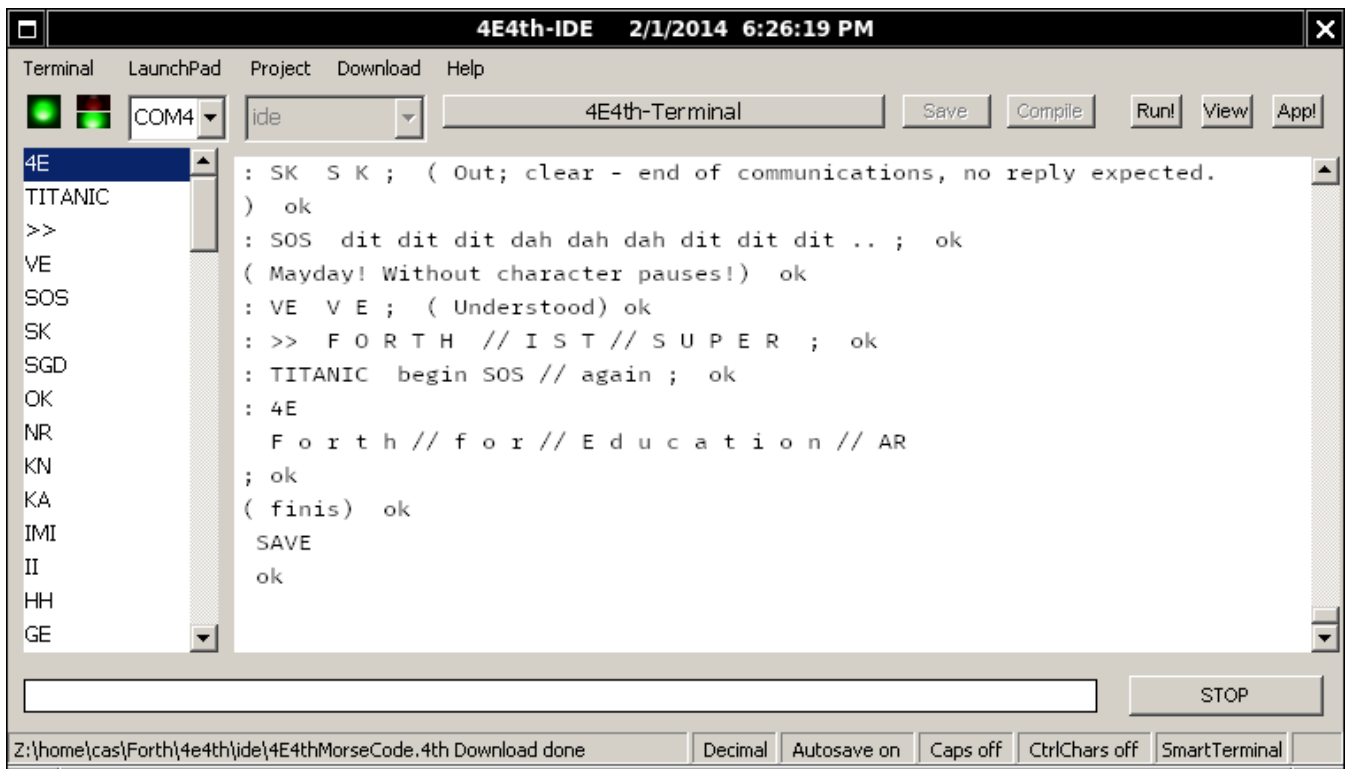 4E4th-IDE 2/1/2014 6:26:19 PM
Terminal LaunchPad Project Download Help
COM4 ide 4E4th-Terminal Save Compile Run! View App!
4E
TITANIC
>>
VE
SOS
SK
SGD
OK
NR
KN
KA
IMI
II
HH
GE
: SK  S K ;  ( Out; clear - end of communications, no reply expected.
)  ok
: SOS  dit dit dit dah dah dah dit dit dit .. ;  ok
( Mayday! Without character pauses!)  ok
: VE  V E ;  ( Understood) ok
: >>  F O R T H  // I S T // S U P E R  ;  ok
: TITANIC  begin SOS // again ;  ok
: 4E
F o r t h // f o r // E d u c a t i o n // AR
; ok
( finis)  ok
SAVE
ok
STOP
Z:\home\cas\Forth\4e4th\ide\4E4thMorseCode.4th Download done Decimal Autosave on Caps off CtrlChars off SmartTerminal